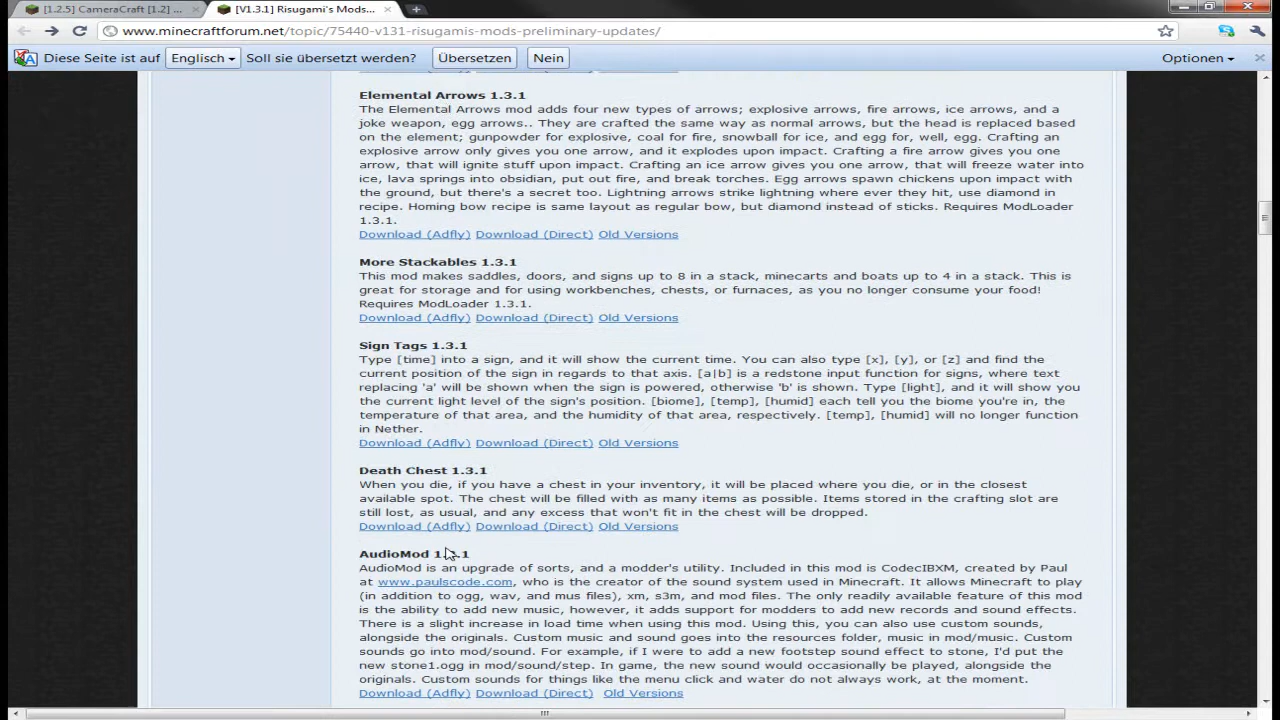 [1.2.5] CameraCraft [1.2] ... × [V1.3.1] Risugami's Mods... ×
www.minecraftforum.net/topic/75440-v131-risugamis-mods-preliminary-updates/
Diese Seite ist auf Englisch Soll sie übersetzt werden? Übersetzen Nein Optionen
Elemental Arrows 1.3.1
The Elemental Arrows mod adds four new types of arrows; explosive arrows, fire arrows, ice arrows, and a
joke weapon, egg arrows.. They are crafted the same way as normal arrows, but the head is replaced based
on the element; gunpowder for explosive, coal for fire, snowball for ice, and egg for, well, egg. Crafting an
explosive arrow only gives you one arrow, and it explodes upon impact. Crafting a fire arrow gives you one
arrow, that will ignite stuff upon impact. Crafting an ice arrow gives you one arrow, that will freeze water into
ice, lava springs into obsidian, put out fire, and break torches. Egg arrows spawn chickens upon impact with
the ground, but there's a secret too. Lightning arrows strike lightning where ever they hit, use diamond in
recipe. Homing bow recipe is same layout as regular bow, but diamond instead of sticks. Requires ModLoader
1.3.1.
Download (Adfly) Download (Direct) Old Versions
More Stackables 1.3.1
This mod makes saddles, doors, and signs up to 8 in a stack, minecarts and boats up to 4 in a stack. This is
great for storage and for using workbenches, chests, or furnaces, as you no longer consume your food!
Requires ModLoader 1.3.1.
Download (Adfly) Download (Direct) Old Versions
Sign Tags 1.3.1
Type [time] into a sign, and it will show the current time. You can also type [x], [y], or [z] and find the
current position of the sign in regards to that axis. [a|b] is a redstone input function for signs, where text
replacing 'a' will be shown when the sign is powered, otherwise 'b' is shown. Type [light], and it will show you
the current light level of the sign's position. [biome], [temp], [humid] each tell you the biome you're in, the
temperature of that area, and the humidity of that area, respectively. [temp], [humid] will no longer function
in Nether.
Download (Adfly) Download (Direct) Old Versions
Death Chest 1.3.1
When you die, if you have a chest in your inventory, it will be placed where you die, or in the closest
available spot. The chest will be filled with as many items as possible. Items stored in the crafting slot are
still lost, as usual, and any excess that won't fit in the chest will be dropped.
Download (Adfly) Download (Direct) Old Versions
AudioMod 1.3.1
AudioMod is an upgrade of sorts, and a modder's utility. Included in this mod is CodecIBXM, created by Paul
at www.paulscode.com, who is the creator of the sound system used in Minecraft. It allows Minecraft to play
(in addition to ogg, wav, and mus files), xm, s3m, and mod files. The only readily available feature of this mod
is the ability to add new music, however, it adds support for modders to add new records and sound effects.
There is a slight increase in load time when using this mod. Using this, you can also use custom sounds,
alongside the originals. Custom music and sound goes into the resources folder, music in mod/music. Custom
sounds go into mod/sound. For example, if I were to add a new footstep sound effect to stone, I'd put the
new stone1.ogg in mod/sound/step. In game, the new sound would occasionally be played, alongside the
originals. Custom sounds for things like the menu click and water do not always work, at the moment.
Download (Adfly) Download (Direct) Old Versions